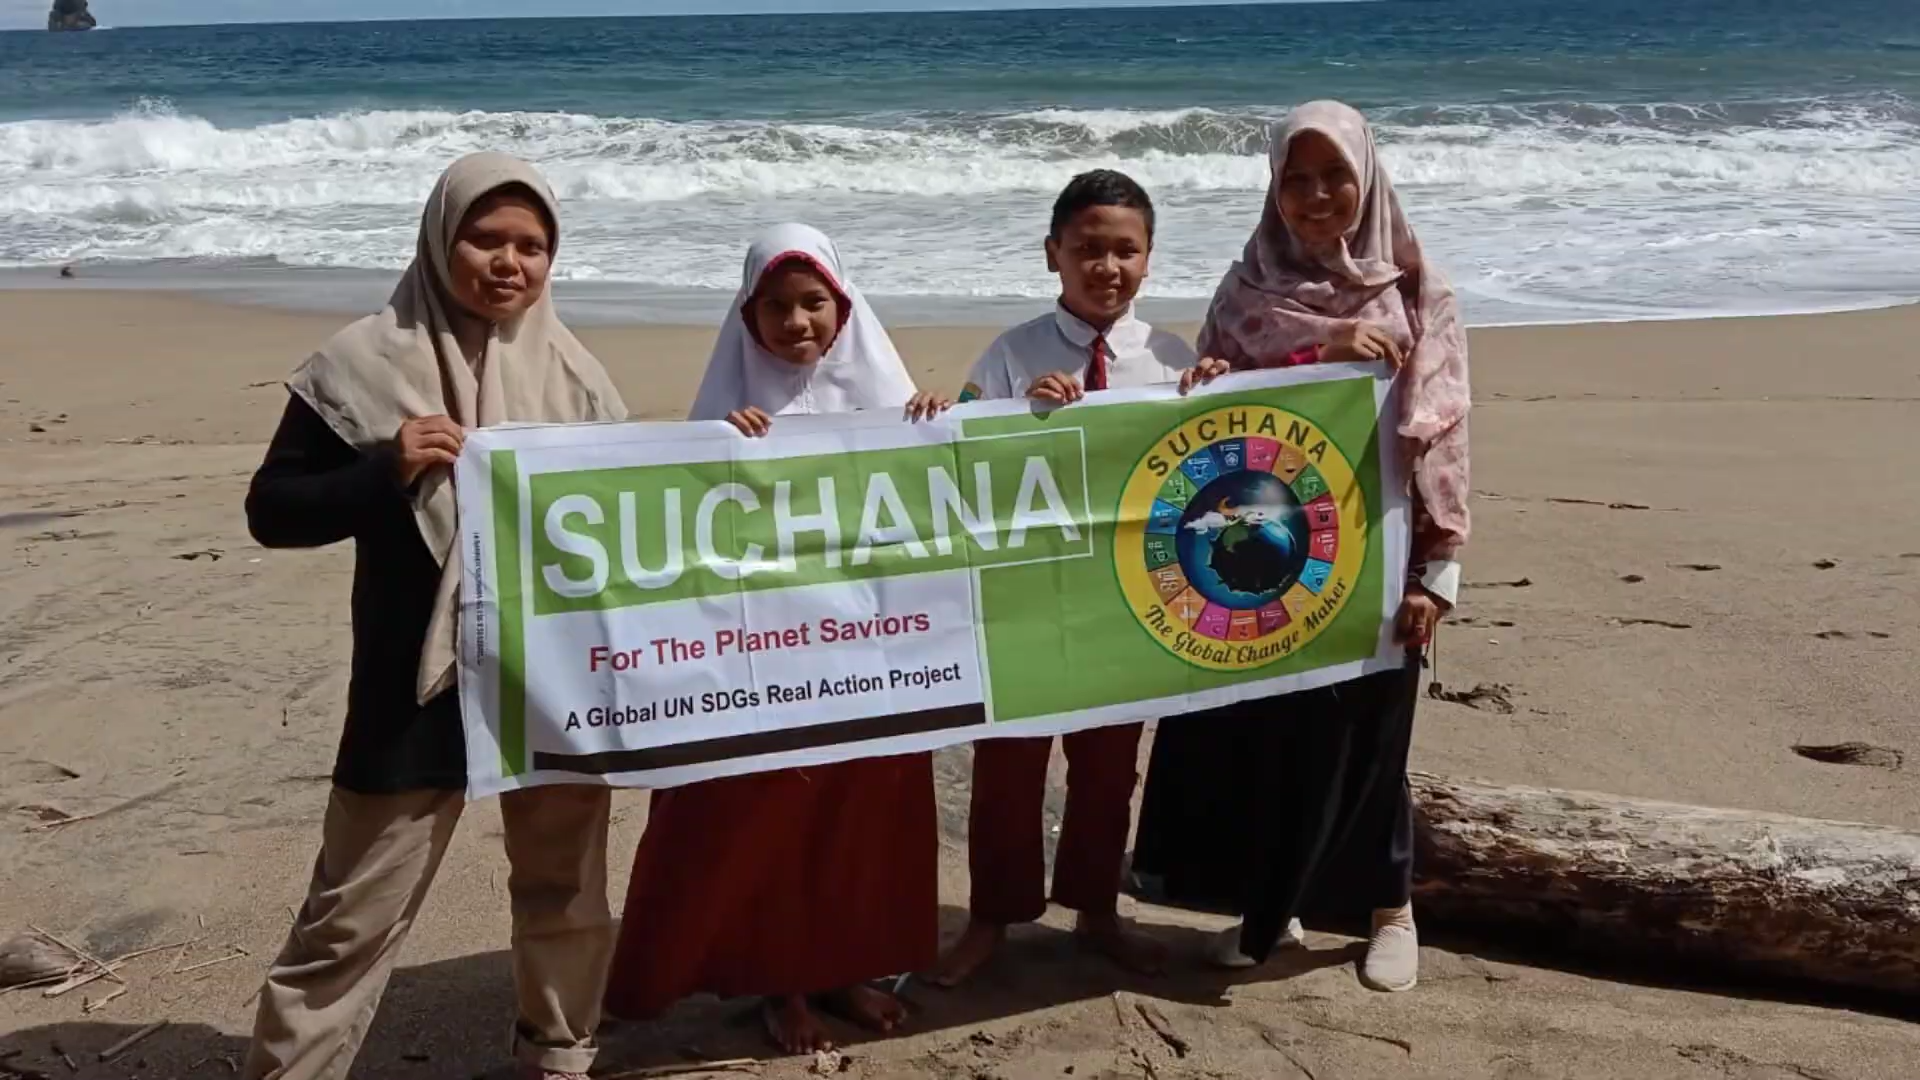 SUCHANA
For The Planet Saviors
A Global UN SDGs Real Action Project
SUCHANA
The Global Change Maker